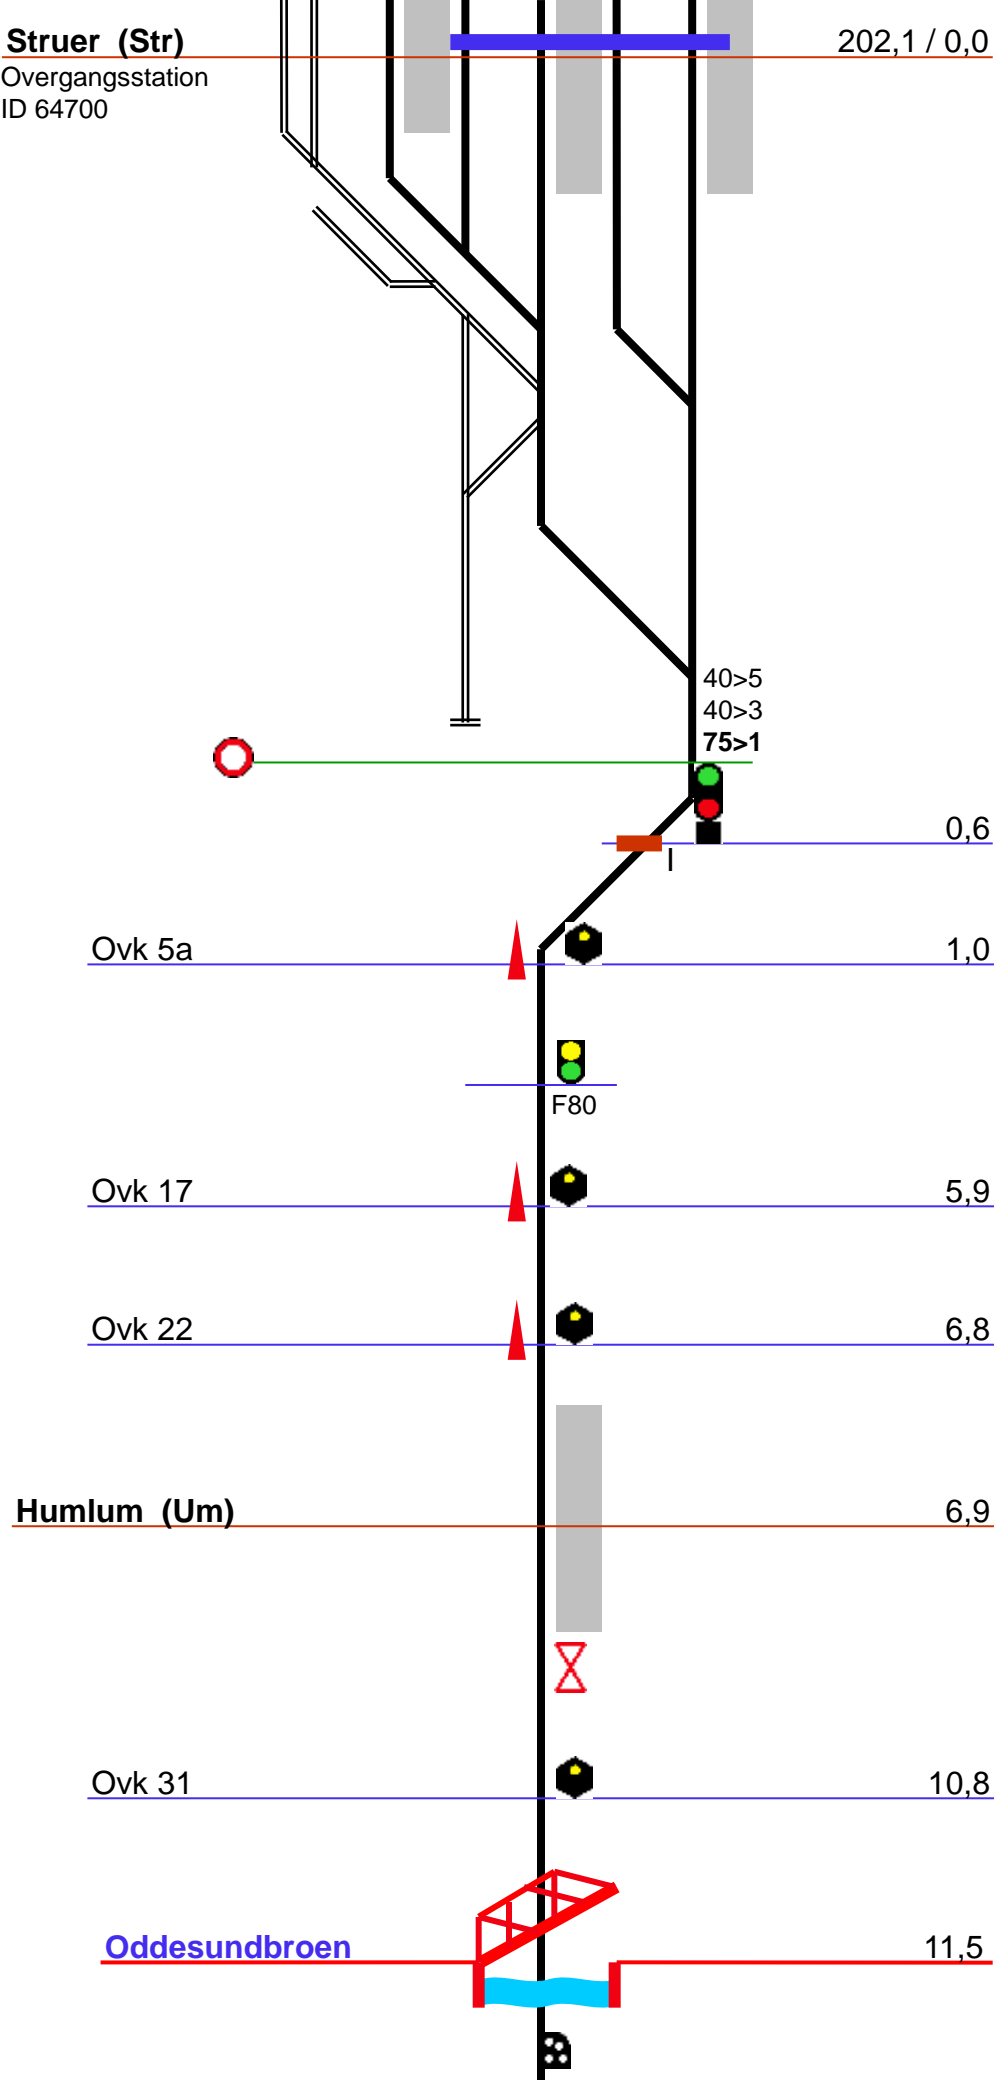 Struer (Str) 202,1 / 0,0
Overgangsstation
ID 64700
40>5
40>3
75>1
0,6
I
Ovk 5a 1,0
F80
Ovk 17 5,9
Ovk 22 6,8
Humlum (Um) 6,9
Ovk 31 10,8
Oddesundbroen 11,5